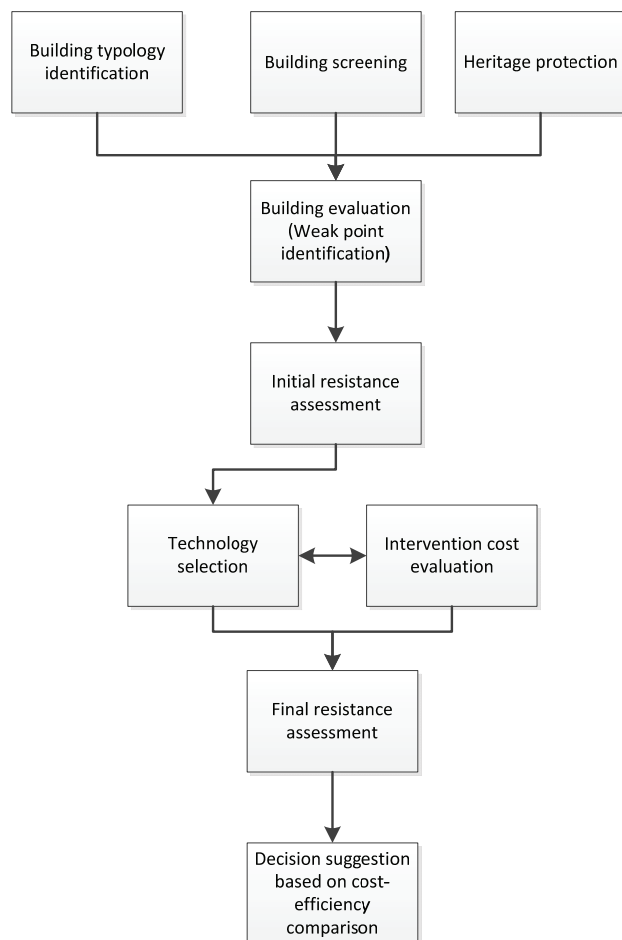 Building typology
identification
Building screening
Heritage protection
Building evaluation
(Weak point
identification)
Initial resistance
assessment
Technology
selection
Intervention cost
evaluation
Final resistance
assessment
Decision suggestion
based on cost-
efficiency
comparison